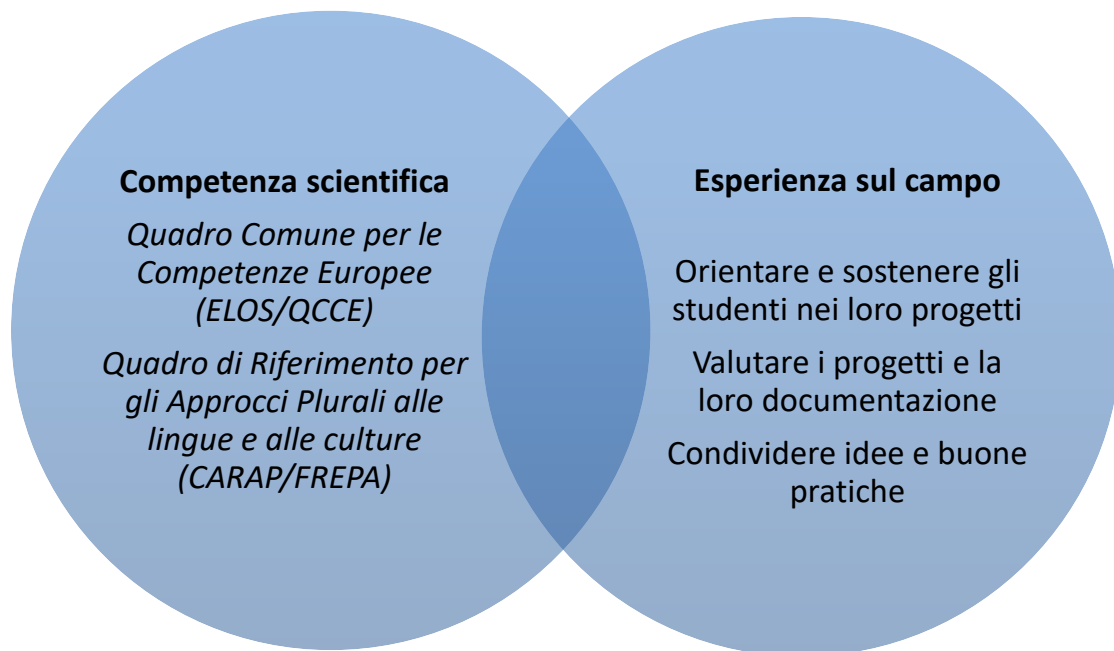 Competenza scientifica
Quadro Comune per le
Competenze Europee
(ELOS/QCCE)
Quadro di Riferimento per
gli Approcci Plurali alle
lingue e alle culture
(CARAP/FREPA)
Esperienza sul campo
Orientare e sostenere gli
studenti nei loro progetti
Valutare i progetti e la
loro documentazione
Condividere idee e buone
pratiche